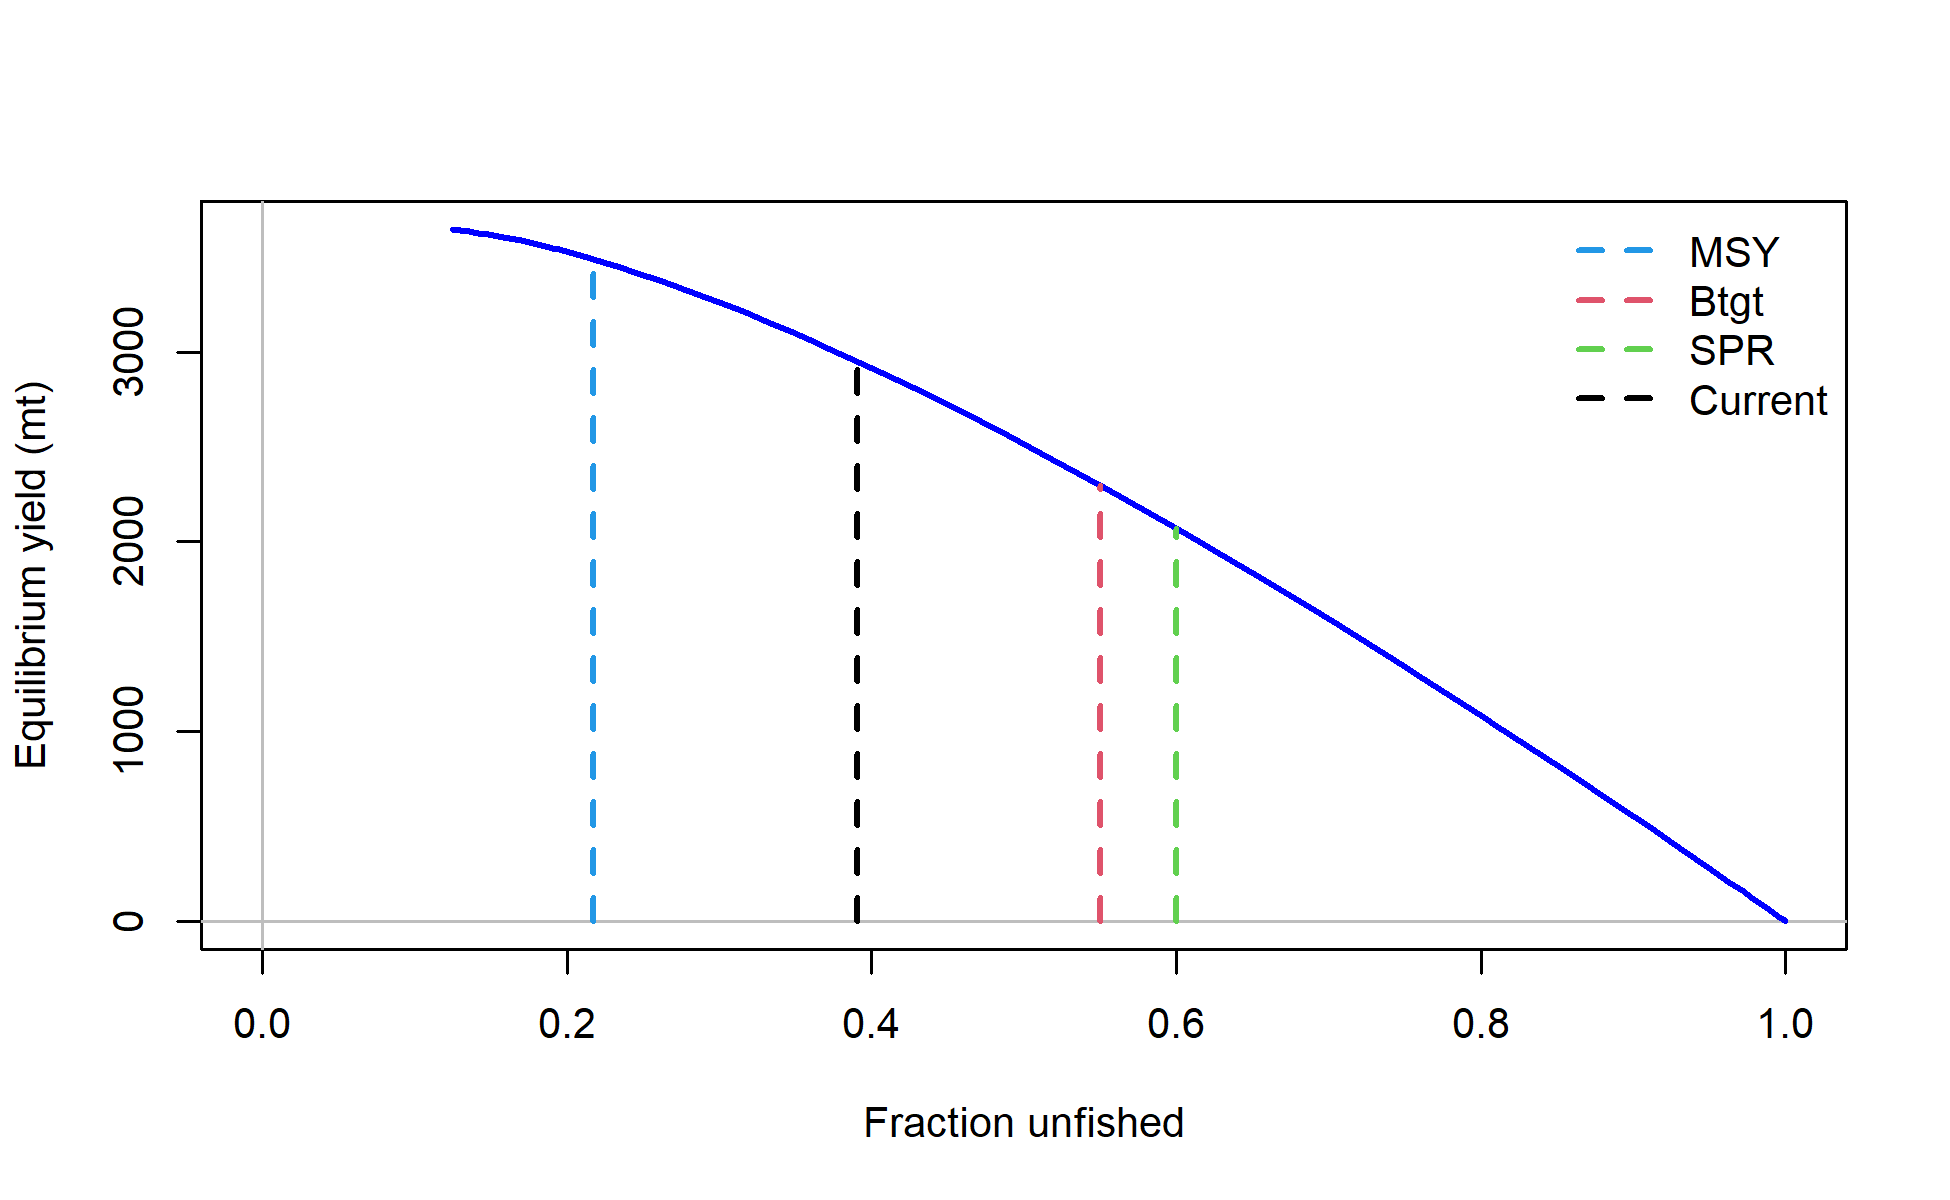 MSY
Btgt
SPR
Current
Equilibrium yield (mt)
3000
2000
1000
0
0.0 0.2 0.4 0.6 0.8 1.0
Fraction unfished